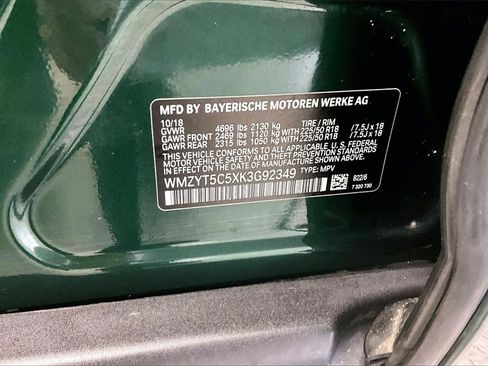 MFD BY BAYERISCHE MOTOREN WERKE AG
10/18 TIRE / RIM
GVWR 4696 lbs 2130 kg
GAWR FRONT 2469 lbs 1120 kg WITH 225/50 R18 / 7.5J x 18
GAWR REAR 2315 lbs 1050 kg WITH 225/50 R18 / 7.5J x 18
THIS VEHICLE CONFORMS TO ALL APPLICABLE U.S. FEDERAL
MOTOR VEHICLE SAFETY AND THEFT PREVENTION STANDARDS
IN EFFECT ON THE DATE OF MANUFACTURE SHOWN ABOVE.
WMZYT5C5XK3G92349 TYPE: MPV
B22/6
7 320 730